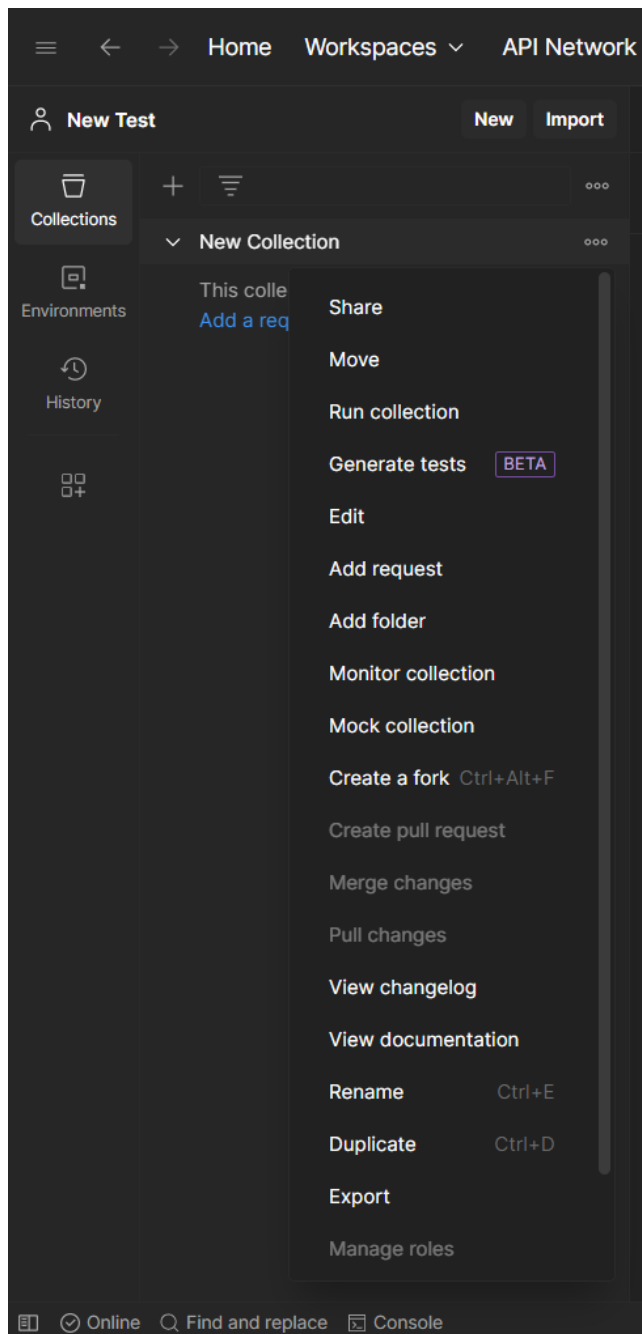 Home Workspaces API Network
New Test New Import
Collections
New Collection
Environments
This colle
Add a req
History
Share
Move
Run collection
Generate tests BETA
Edit
Add request
Add folder
Monitor collection
Mock collection
Create a fork Ctrl+Alt+F
Create pull request
Merge changes
Pull changes
View changelog
View documentation
Rename Ctrl+E
Duplicate Ctrl+D
Export
Manage roles
Online Find and replace Console